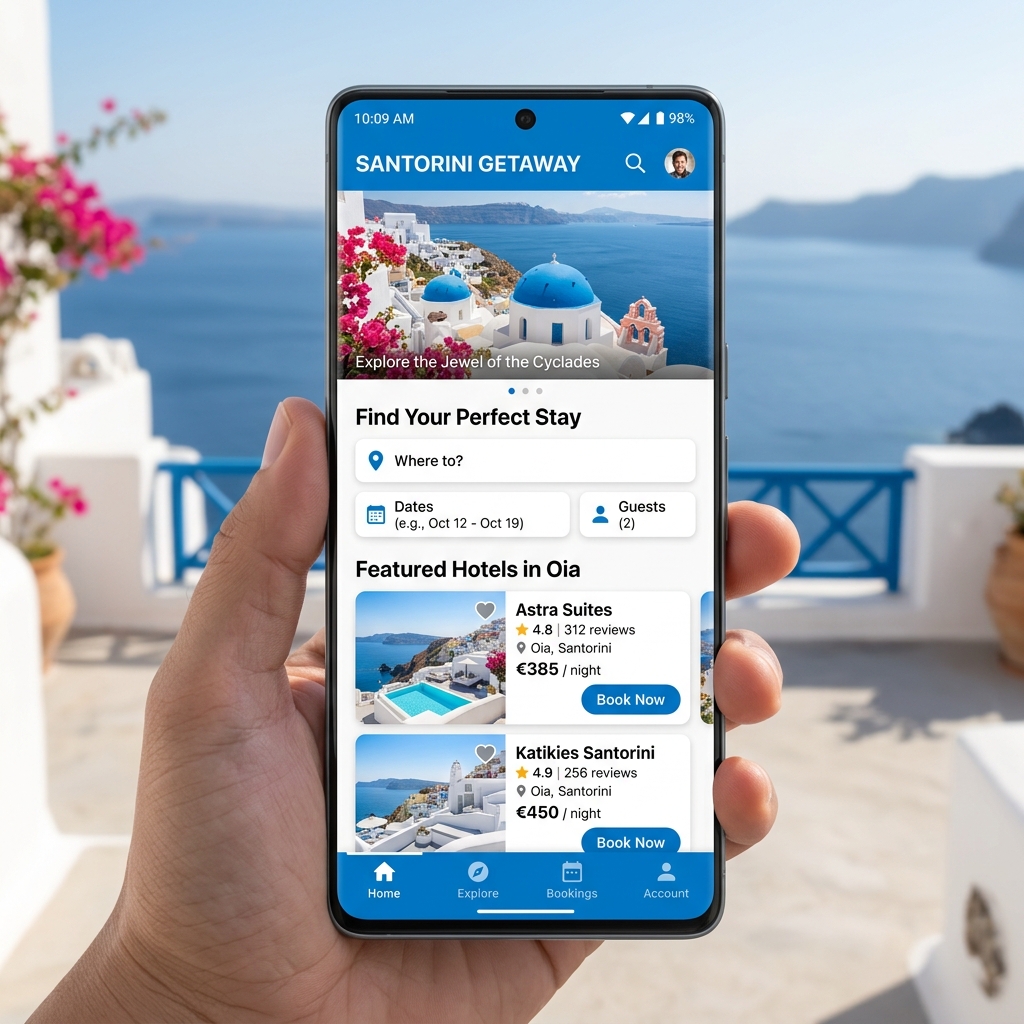 10:09 AM
98%
SANTORINI GETAWAY
Explore the Jewel of the Cyclades
Find Your Perfect Stay
Where to?
Dates
(e.g., Oct 12 - Oct 19)
Guests
(2)
Featured Hotels in Oia
Astra Suites
4.8 | 312 reviews
Oia, Santorini
€385 / night
Book Now
Katikies Santorini
4.9 | 256 reviews
Oia, Santorini
€450 / night
Book Now
Home
Explore
Bookings
Account